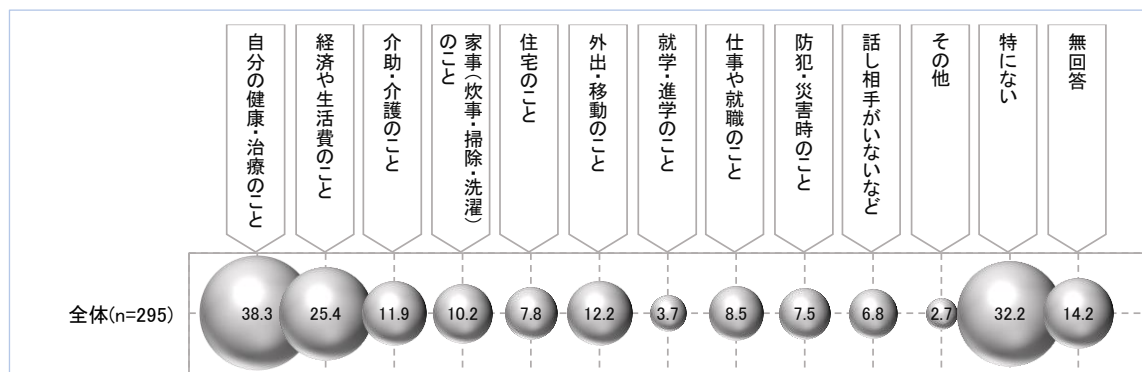 自分の健康・治療のこと
経済や生活費のこと
介助・介護のこと
家事(炊事・掃除・洗濯)
のこと
住宅のこと
外出・移動のこと
就学・進学のこと
仕事や就職のこと
防犯・災害時のこと
話し相手がいないなど
その他
特にない
無回答
全体(n=295)
38.3
25.4
11.9
10.2
7.8
12.2
3.7
8.5
7.5
6.8
2.7
32.2
14.2